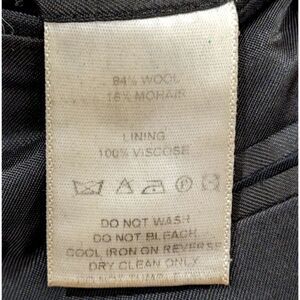 84% WOOL
16% MOHAIR
LINING
100% VISCOSE
P
DO NOT WASH
DO NOT BLEACH
COOL IRON ON REVERSE
DRY CLEAN ONLY